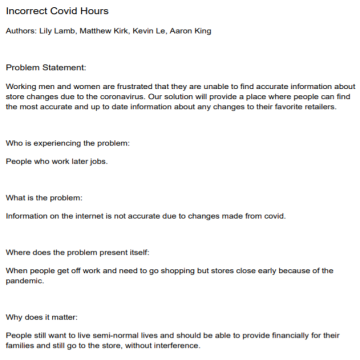 Incorrect Covid Hours
Authors: Lily Lamb, Matthew Kirk, Kevin Le, Aaron King
Problem Statement:
Working men and women are frustrated that they are unable to find accurate information about
store changes due to the coronavirus. Our solution will provide a place where people can find
the most accurate and up to date information about any changes to their favorite retailers.
Who is experiencing the problem:
People who work later jobs.
What is the problem:
Information on the internet is not accurate due to changes made from covid.
Where does the problem present itself:
When people get off work and need to go shopping but stores close early because of the
pandemic.
Why does it matter:
People still want to live semi-normal lives and should be able to provide financially for their
families and still go to the store, without interference.